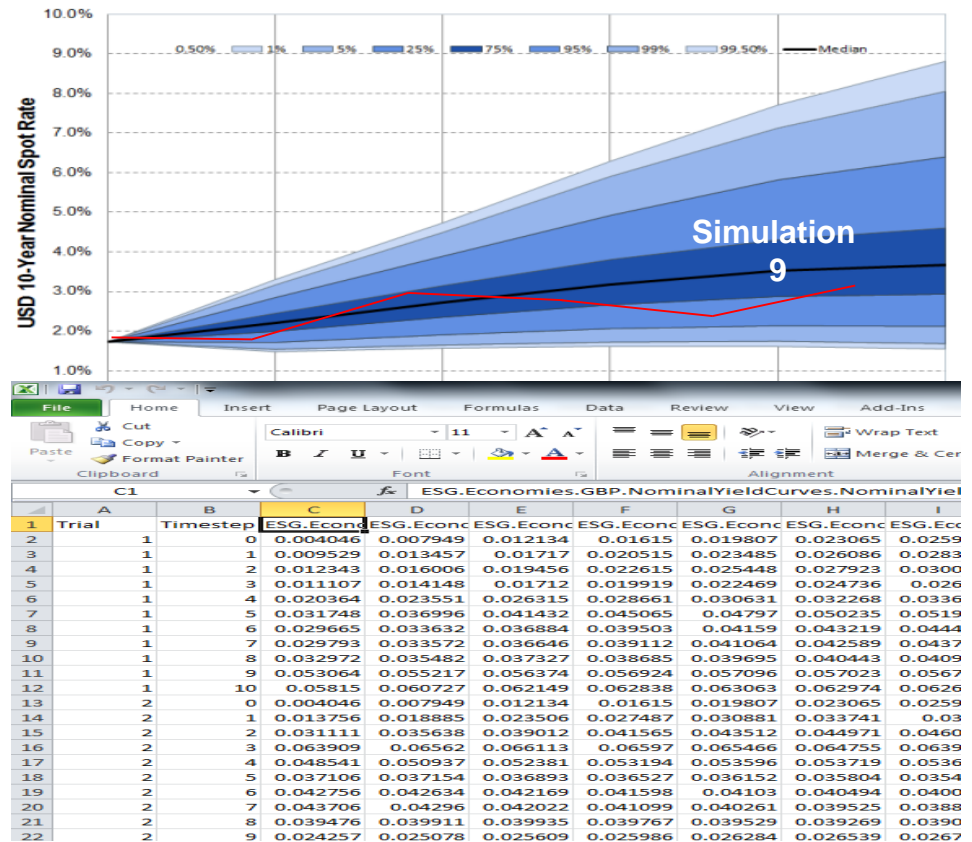 10.0%
9.0%
0.50% 1% 5% 25% 75% 95% 99% 99.50% Median
8.0%
7.0%
6.0%
5.0%
4.0%
3.0%
2.0%
1.0%
USD 10-Year Nominal Spot Rate
Simulation
9
File Home Insert Page Layout Formulas Data Review View Add-Ins
Paste
Cut
Copy
Format Painter
Clipboard
Calibri 11
B I U
Font
Wrap Text
Merge & Cen
Alignment
C1 fx ESG.Economies.GBP.NominalYieldCurves.NominalYiel
A B C D E F G H I
1 Trial Timestep ESG.Econo ESG.Econo ESG.Econo ESG.Econo ESG.Econo ESG.Econo ESG.Eco
2 1 0 0.004046 0.007949 0.012134 0.01615 0.019807 0.023065 0.0259
3 1 1 0.009529 0.013457 0.01717 0.020515 0.023485 0.026086 0.0283
4 1 2 0.012343 0.016006 0.019456 0.022615 0.025448 0.027923 0.0300
5 1 3 0.011107 0.014148 0.01712 0.019919 0.022469 0.024736 0.026
6 1 4 0.020364 0.023551 0.026315 0.028661 0.030631 0.032268 0.0336
7 1 5 0.031748 0.036996 0.041432 0.045065 0.04797 0.050235 0.0519
8 1 6 0.029665 0.033632 0.036884 0.039503 0.04159 0.043219 0.0444
9 1 7 0.029793 0.033572 0.036646 0.039112 0.041064 0.042589 0.0437
10 1 8 0.032972 0.035482 0.037327 0.038685 0.039695 0.040443 0.0409
11 1 9 0.053064 0.055217 0.056374 0.056924 0.057096 0.057023 0.0567
12 1 10 0.05815 0.060727 0.062149 0.062838 0.063063 0.062974 0.0626
13 2 0 0.004046 0.007949 0.012134 0.01615 0.019807 0.023065 0.0259
14 2 1 0.013756 0.018885 0.023506 0.027487 0.030881 0.033741 0.03
15 2 2 0.031111 0.035638 0.039012 0.041565 0.043512 0.044971 0.0460
16 2 3 0.063909 0.06562 0.066113 0.06597 0.065466 0.064755 0.0639
17 2 4 0.048541 0.050937 0.052381 0.053194 0.053596 0.053719 0.0536
18 2 5 0.037106 0.037154 0.036893 0.036527 0.036152 0.035804 0.0354
19 2 6 0.042756 0.042634 0.042169 0.041598 0.04103 0.040494 0.0400
20 2 7 0.043706 0.04296 0.042022 0.041099 0.040261 0.039525 0.0388
21 2 8 0.039476 0.039911 0.039935 0.039767 0.039529 0.039269 0.0390
22 2 9 0.024257 0.025078 0.025609 0.025986 0.026284 0.026539 0.0267